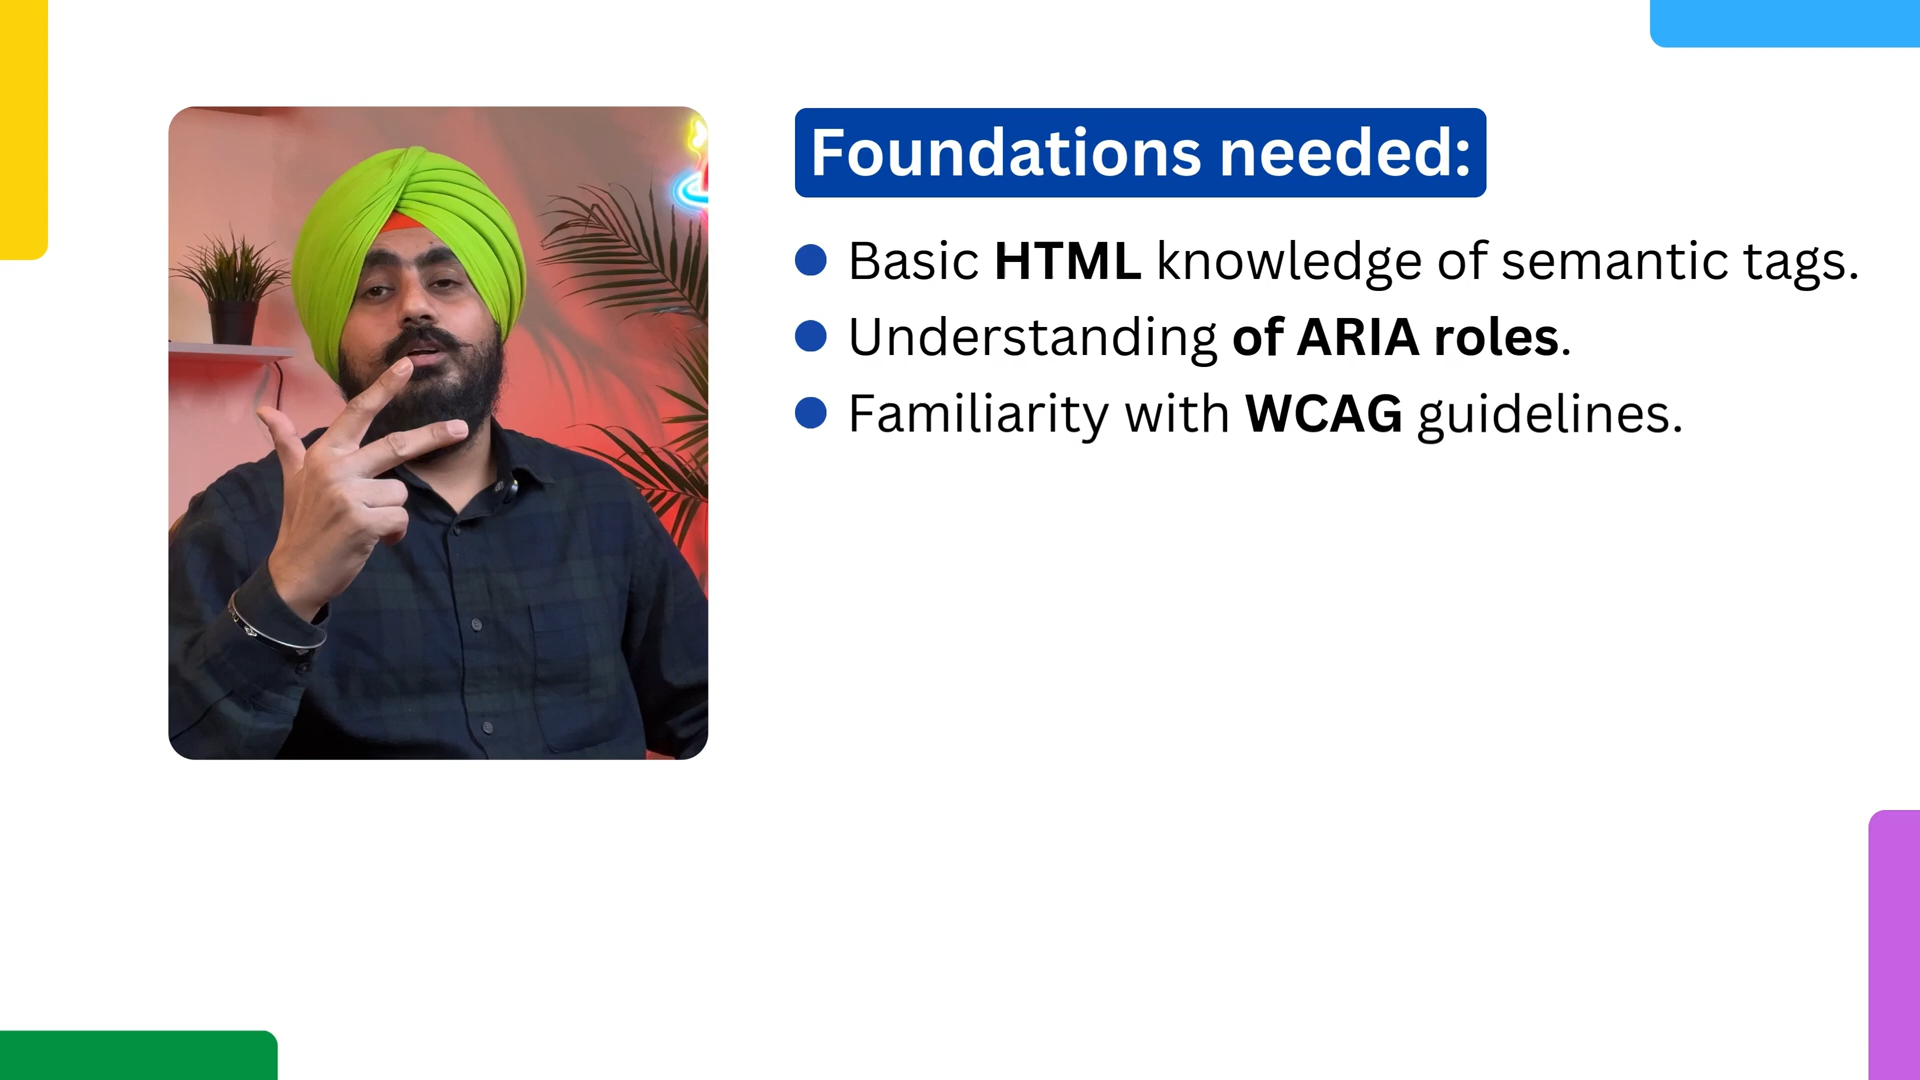 Foundations needed:
Basic HTML knowledge of semantic tags.
Understanding of ARIA roles.
Familiarity with WCAG guidelines.